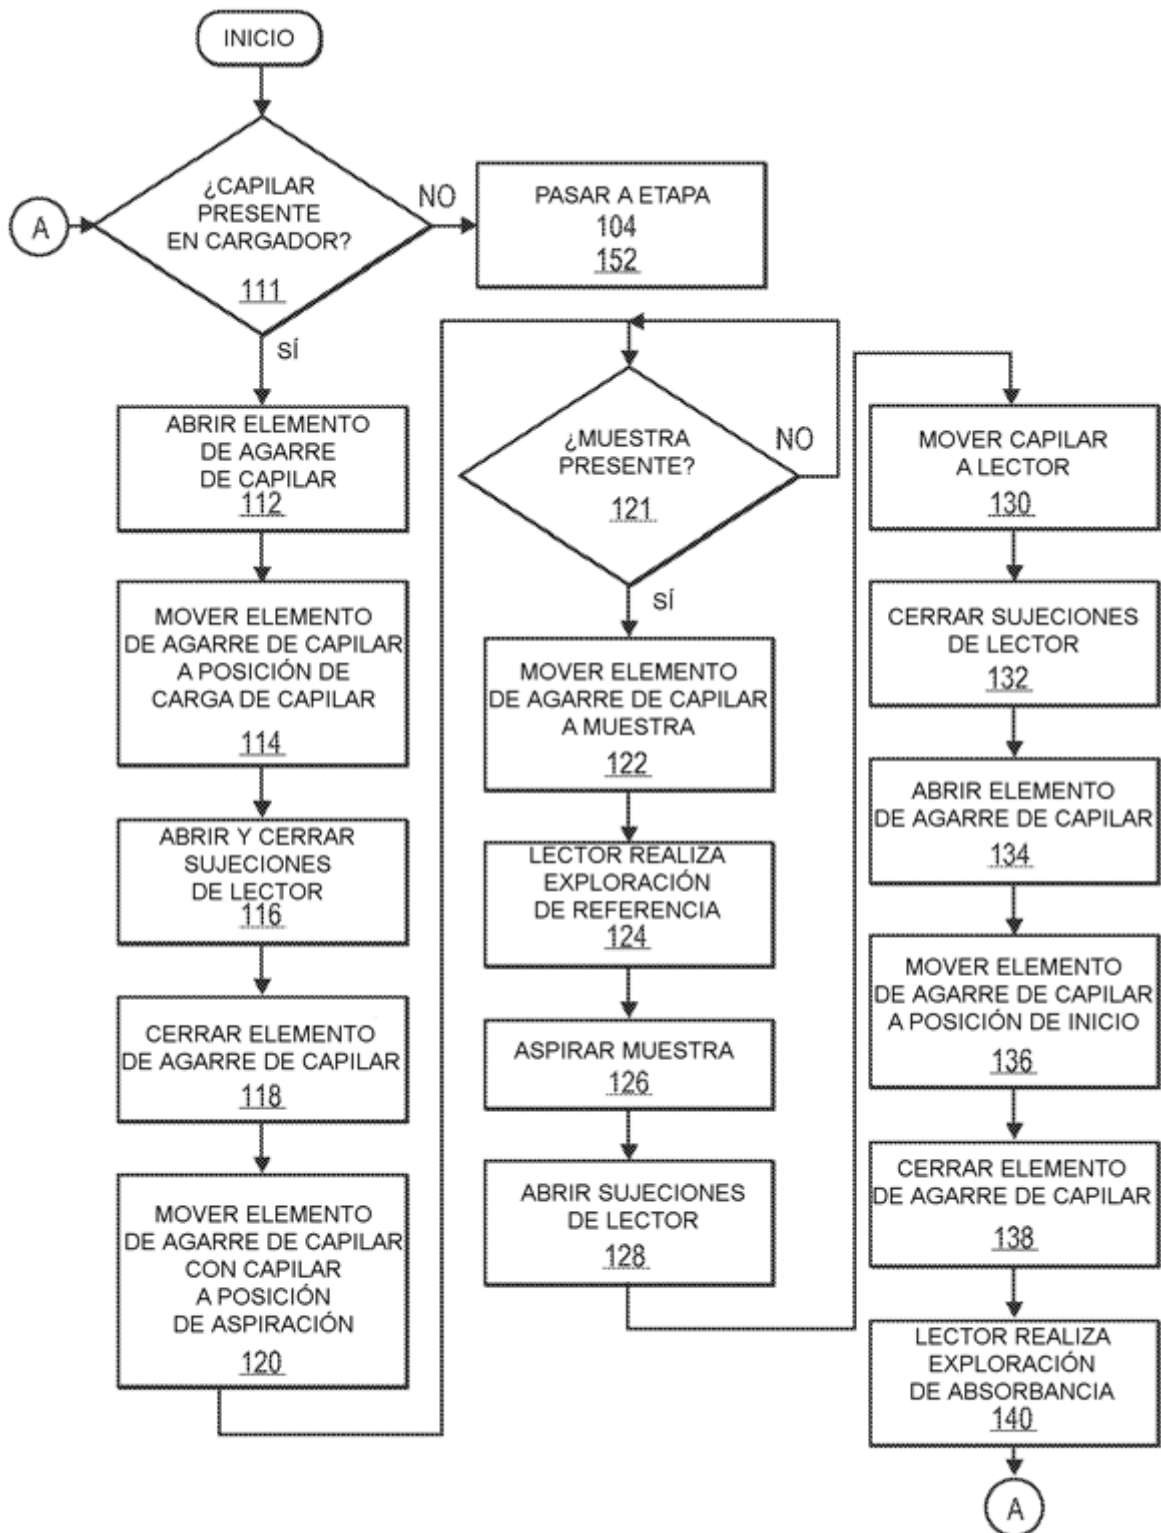 INICIO
¿CAPILAR
PRESENTE
EN CARGADOR?
111
A
NO
PASAR A ETAPA
104
152
SÍ
ABRIR ELEMENTO
DE AGARRE
DE CAPILAR
112
MOVER ELEMENTO
DE AGARRE DE CAPILAR
A POSICIÓN DE
CARGA DE CAPILAR
114
ABRIR Y CERRAR
SUJECIONES
DE LECTOR
116
CERRAR ELEMENTO
DE AGARRE DE CAPILAR
118
MOVER ELEMENTO
DE AGARRE DE CAPILAR
CON CAPILAR
A POSICIÓN
DE ASPIRACIÓN
120
¿MUESTRA
PRESENTE?
121
NO
SÍ
MOVER ELEMENTO
DE AGARRE DE CAPILAR
A MUESTRA
122
LECTOR REALIZA
EXPLORACIÓN
DE REFERENCIA
124
ASPIRAR MUESTRA
126
ABRIR SUJECIONES
DE LECTOR
128
MOVER CAPILAR
A LECTOR
130
CERRAR SUJECIONES
DE LECTOR
132
ABRIR ELEMENTO
DE AGARRE DE CAPILAR
134
MOVER ELEMENTO
DE AGARRE DE CAPILAR
A POSICIÓN DE INICIO
136
CERRAR ELEMENTO
DE AGARRE DE CAPILAR
138
LECTOR REALIZA
EXPLORACIÓN
DE ABSORBANCIA
140
A